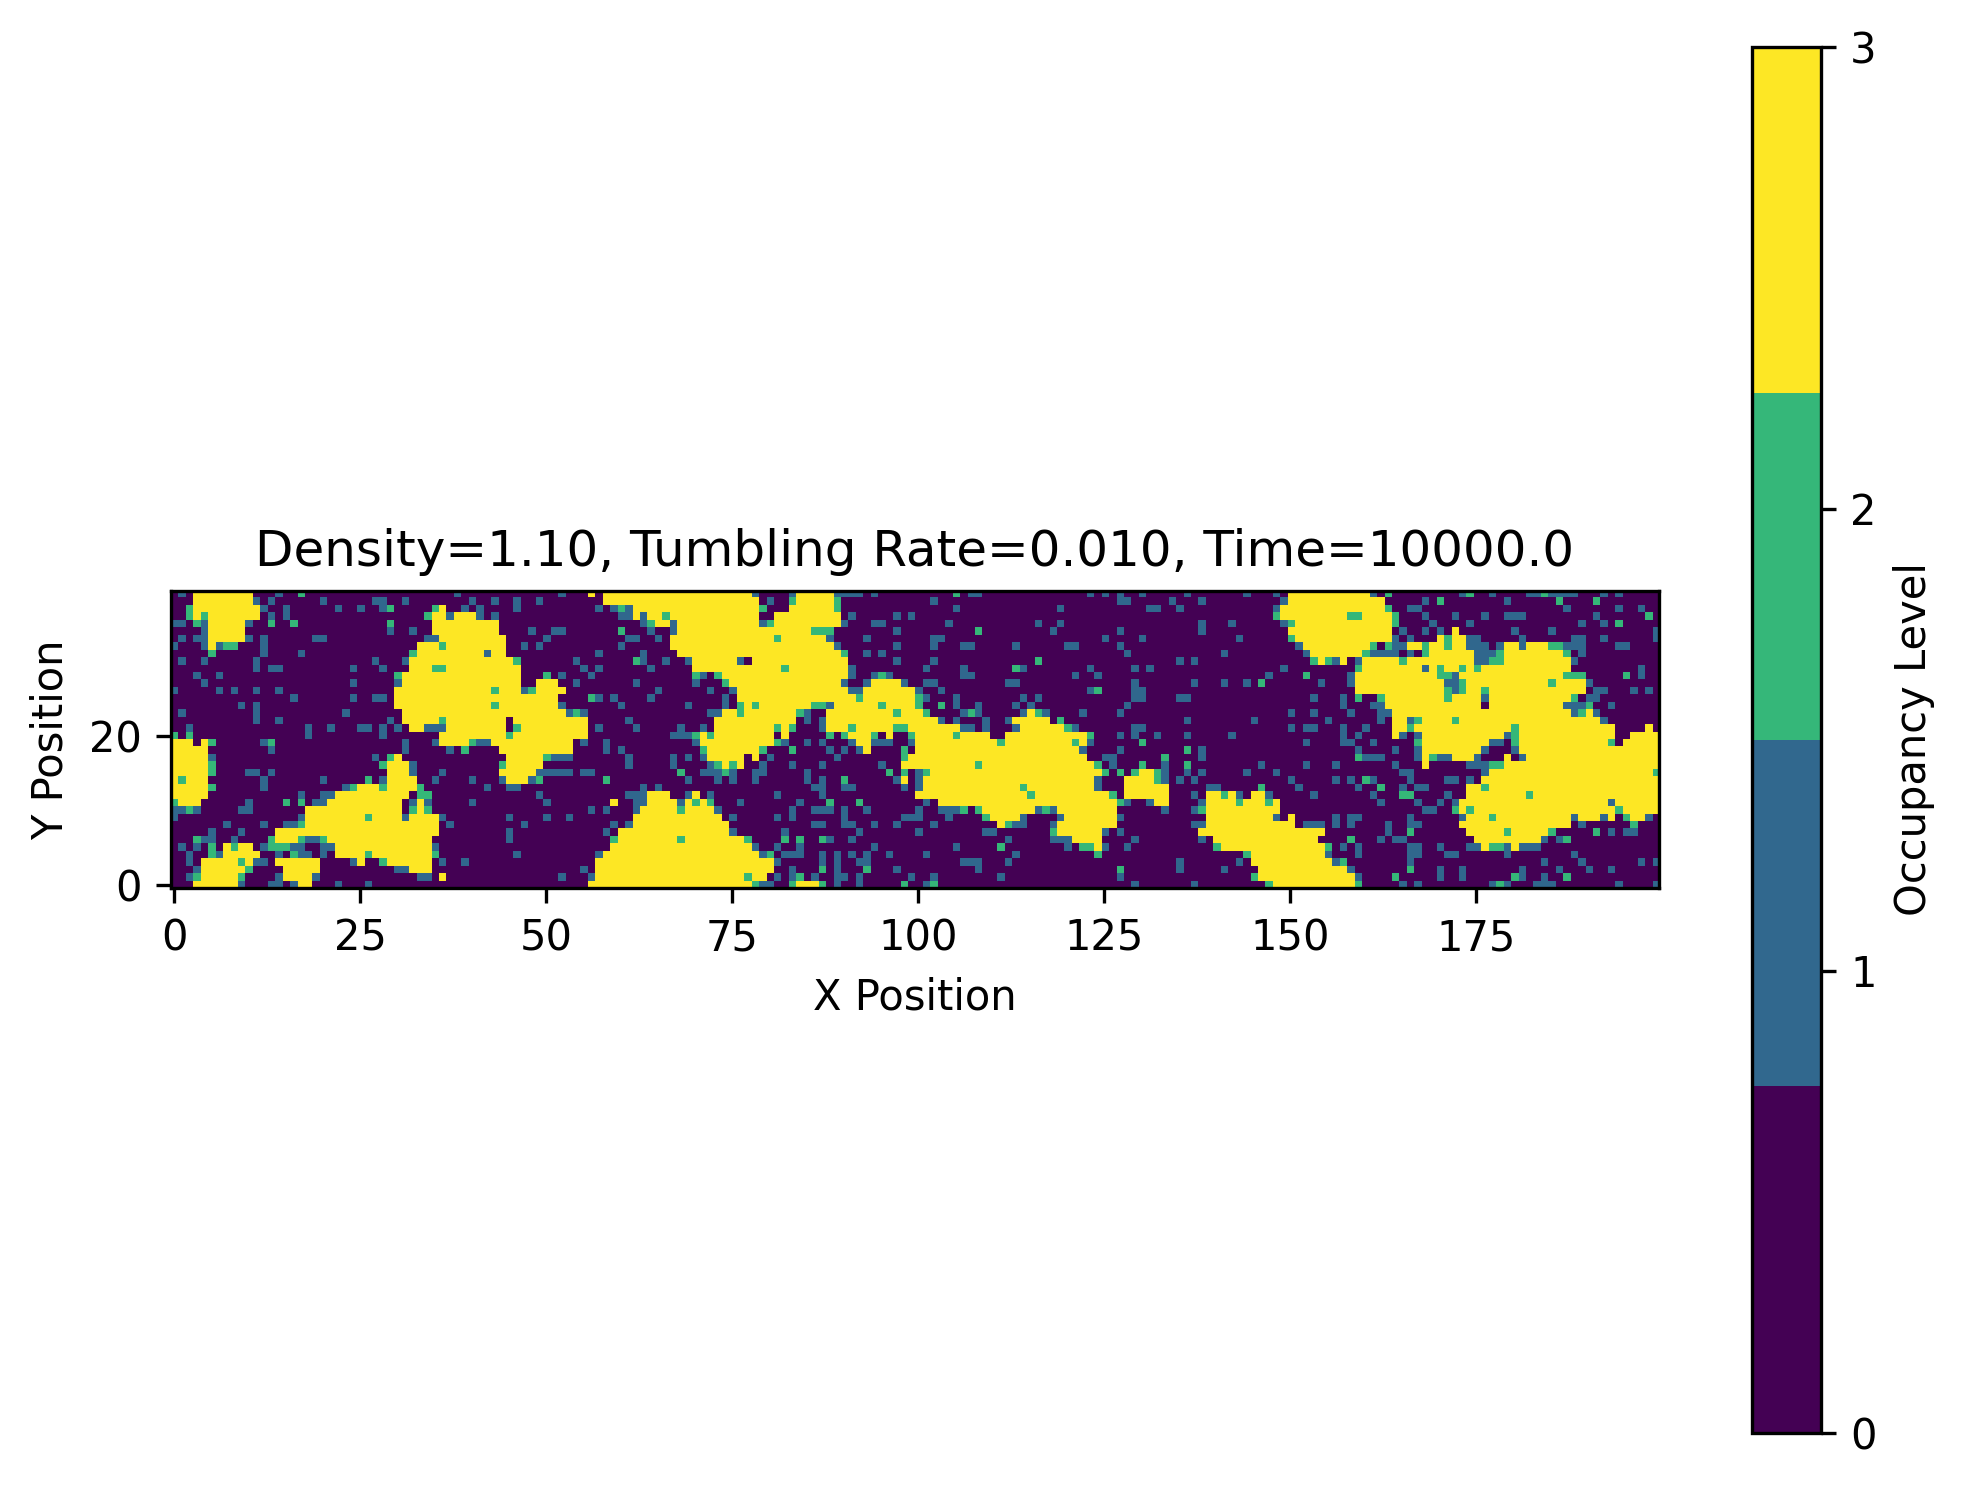 Density=1.10, Tumbling Rate=0.010, Time=10000.0
Y Position
20
0
0 25 50 75 100 125 150 175
X Position
3
2
1
0
Occupancy Level